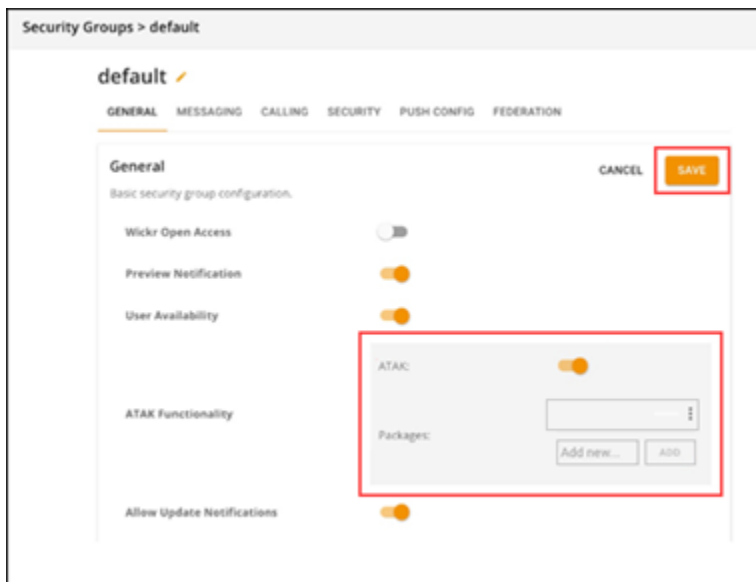 Security Groups > default
default
GENERAL MESSAGING CALLING SECURITY PUSH CONFIG FEDERATION
General
CANCEL SAVE
Basic security group configuration.
Wickr Open Access
Preview Notification
User Availability
ATAK:
ATAK Functionality
Packages:
Add new... ADD
Allow Update Notifications